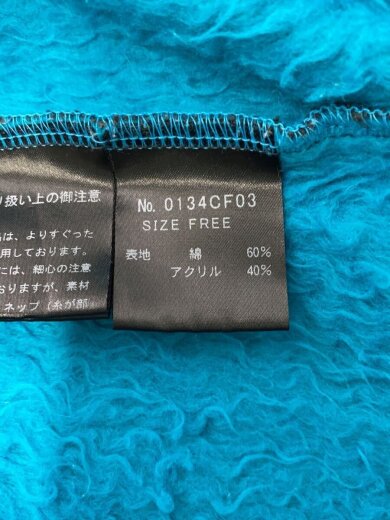 り扱い上の御注意
は、よりすぐった
用しております。
には、細心の注意
おりますが、素材
ネップ（糸が部
No. 0134CF03
SIZE FREE
表地 綿 60%
アクリル 40%